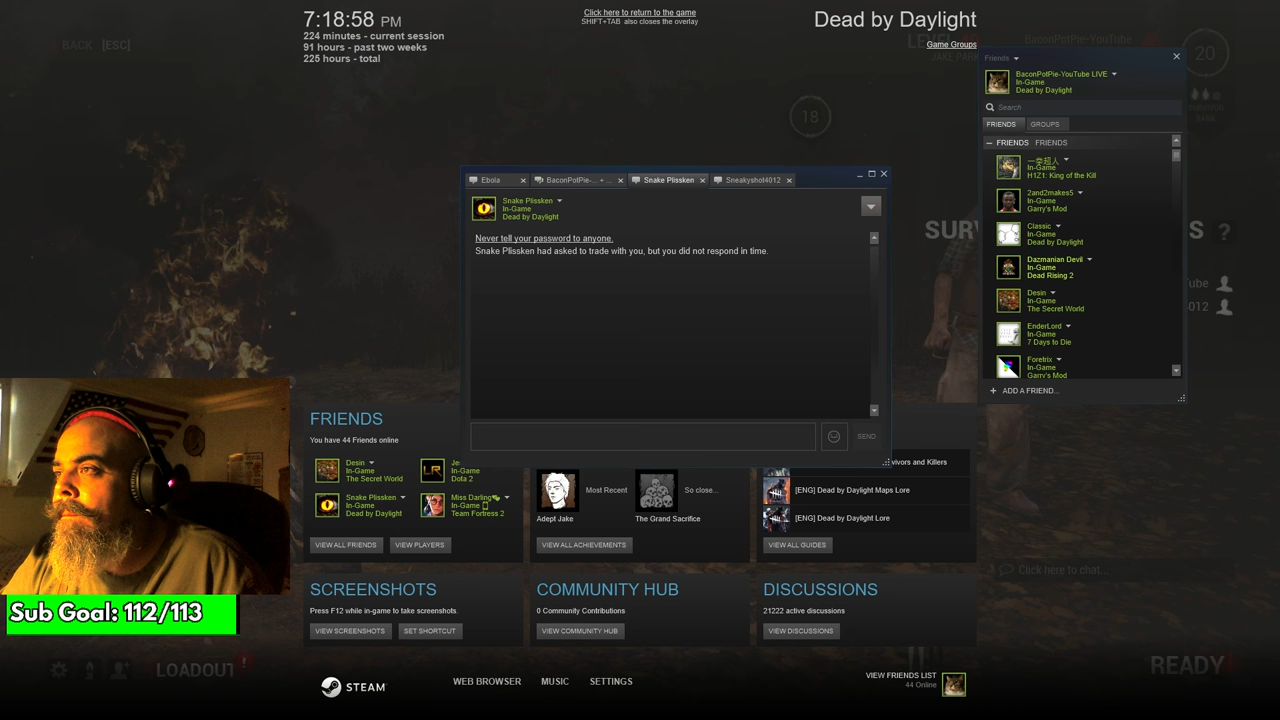 7:18:58 PM
224 minutes - current session
91 hours - past two weeks
225 hours - total
Click here to return to the game
SHIFT+TAB also closes the overlay
Dead by Daylight
Game Groups
BACK [ESC]
BaconPotPie-YouTube
20
18
Friends
BaconPotPie-YouTube LIVE
In-Game
Dead by Daylight
Search
FRIENDS GROUPS
FRIENDS FRIENDS
In-Game
H1Z1: King of the Kill
2and2makes5
In-Game
Garry's Mod
Classic
In-Game
Dead by Daylight
Dazmanian Devil
In-Game
Dead Rising 2
Desin
In-Game
The Secret World
EnderLord
In-Game
7 Days to Die
Foretrix
In-Game
Garry's Mod
+ ADD A FRIEND...
Ebola
BaconPotPie-... + ...
Snake Plissken
Sneakyshot4012
Snake Plissken
In-Game
Dead by Daylight
Never tell your password to anyone.
Snake Plissken had asked to trade with you, but you did not respond in time.
SEND
SURV
S ?
ube
4012
FRIENDS
You have 44 Friends online
Desin
In-Game
The Secret World
Je
In-Game
Dota 2
Snake Plissken
In-Game
Dead by Daylight
Miss Darling
In-Game
Team Fortress 2
VIEW ALL FRIENDS
VIEW PLAYERS
LR
Most Recent
So close...
Adept Jake
The Grand Sacrifice
VIEW ALL ACHIEVEMENTS
vivors and Killers
[ENG] Dead by Daylight Maps Lore
[ENG] Dead by Daylight Lore
VIEW ALL GUIDES
SCREENSHOTS
Press F12 while in-game to take screenshots.
VIEW SCREENSHOTS
SET SHORTCUT
COMMUNITY HUB
0 Community Contributions
VIEW COMMUNITY HUB
DISCUSSIONS
21222 active discussions
VIEW DISCUSSIONS
Click here to chat...
Sub Goal: 112/113
LOADOUT !
STEAM
WEB BROWSER
MUSIC
SETTINGS
VIEW FRIENDS LIST
44 Online
READY